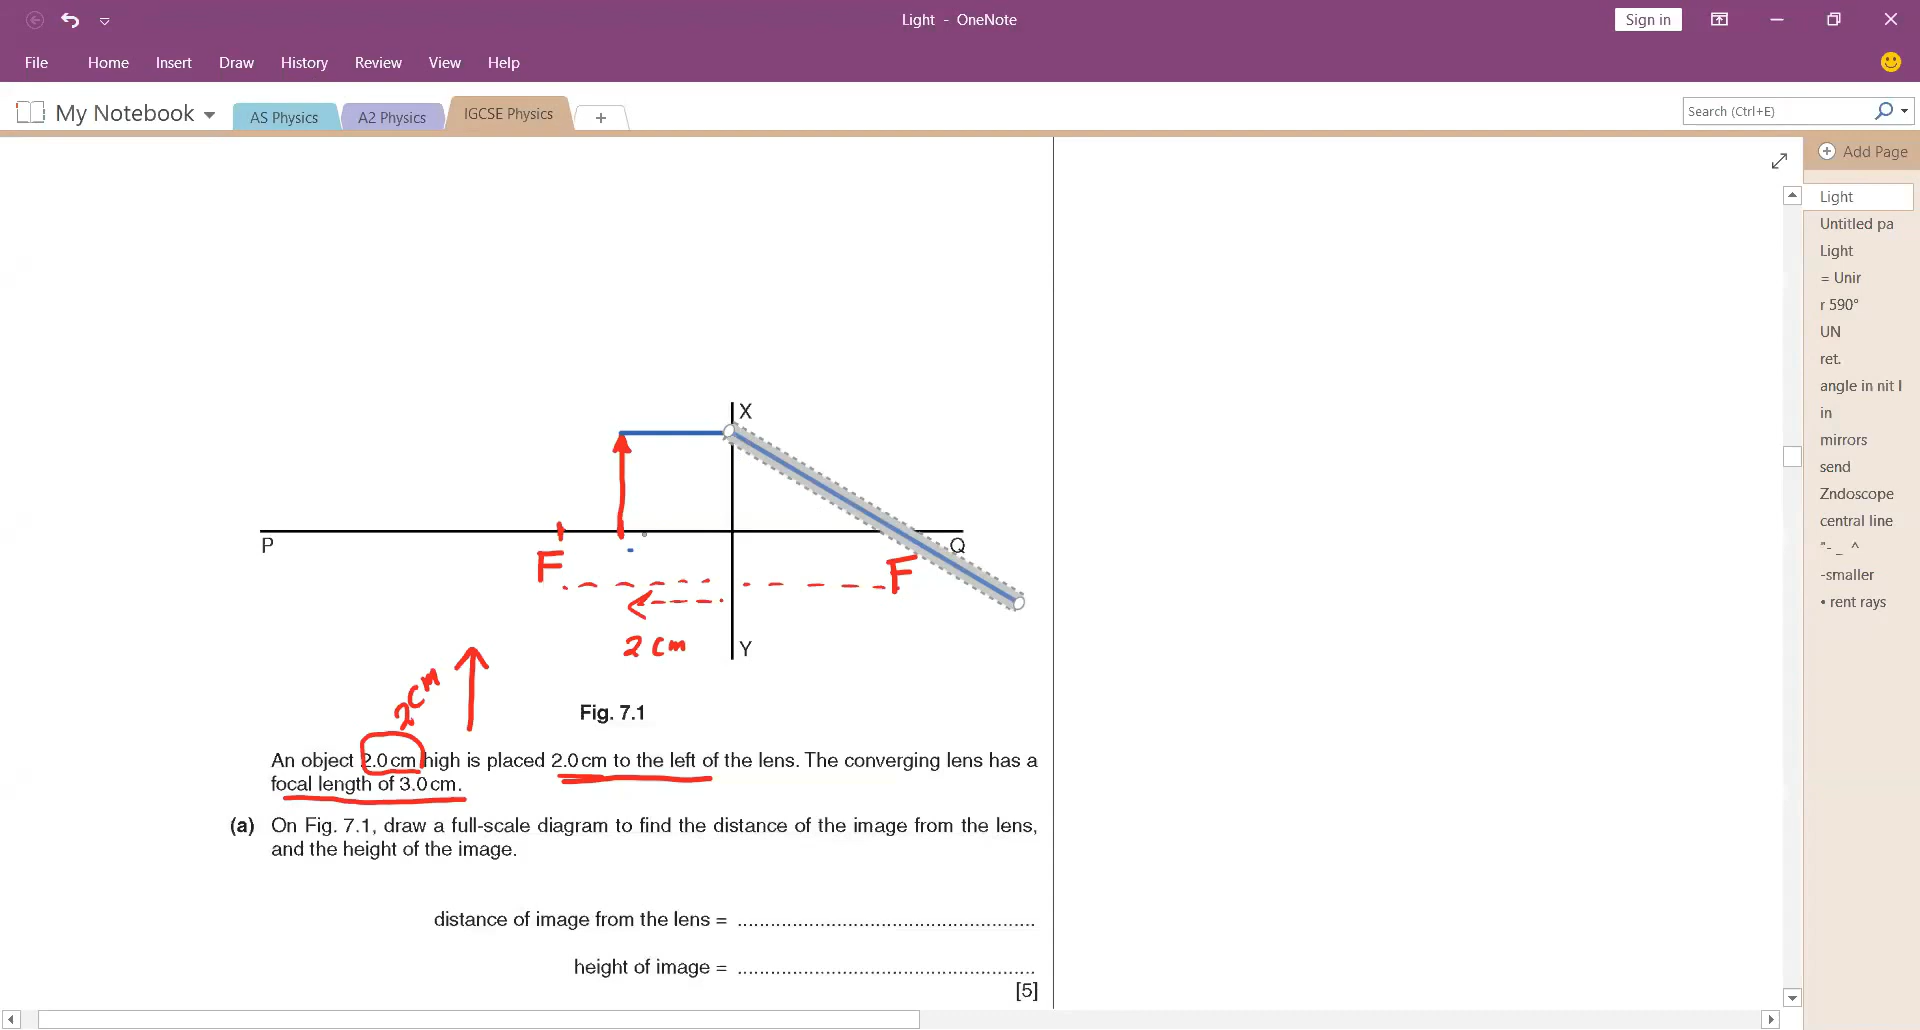 Light - OneNote
Sign in
File Home Insert Draw History Review View Help
My Notebook
AS Physics
A2 Physics
IGCSE Physics
+
Search (Ctrl+E)
Add Page
Light
Untitled pa
Light
= Unir
r 590°
UN
ret.
angle in nit I
in
mirrors
send
Zndoscope
central line
"- _ ^
-smaller
• rent rays
X
P
Q
F
F
2 cm
Y
2 cm
Fig. 7.1
An object 2.0 cm high is placed 2.0 cm to the left of the lens. The converging lens has a
focal length of 3.0 cm.
(a) On Fig. 7.1, draw a full-scale diagram to find the distance of the image from the lens,
and the height of the image.
distance of image from the lens = ....................................................
height of image = ....................................................
[5]